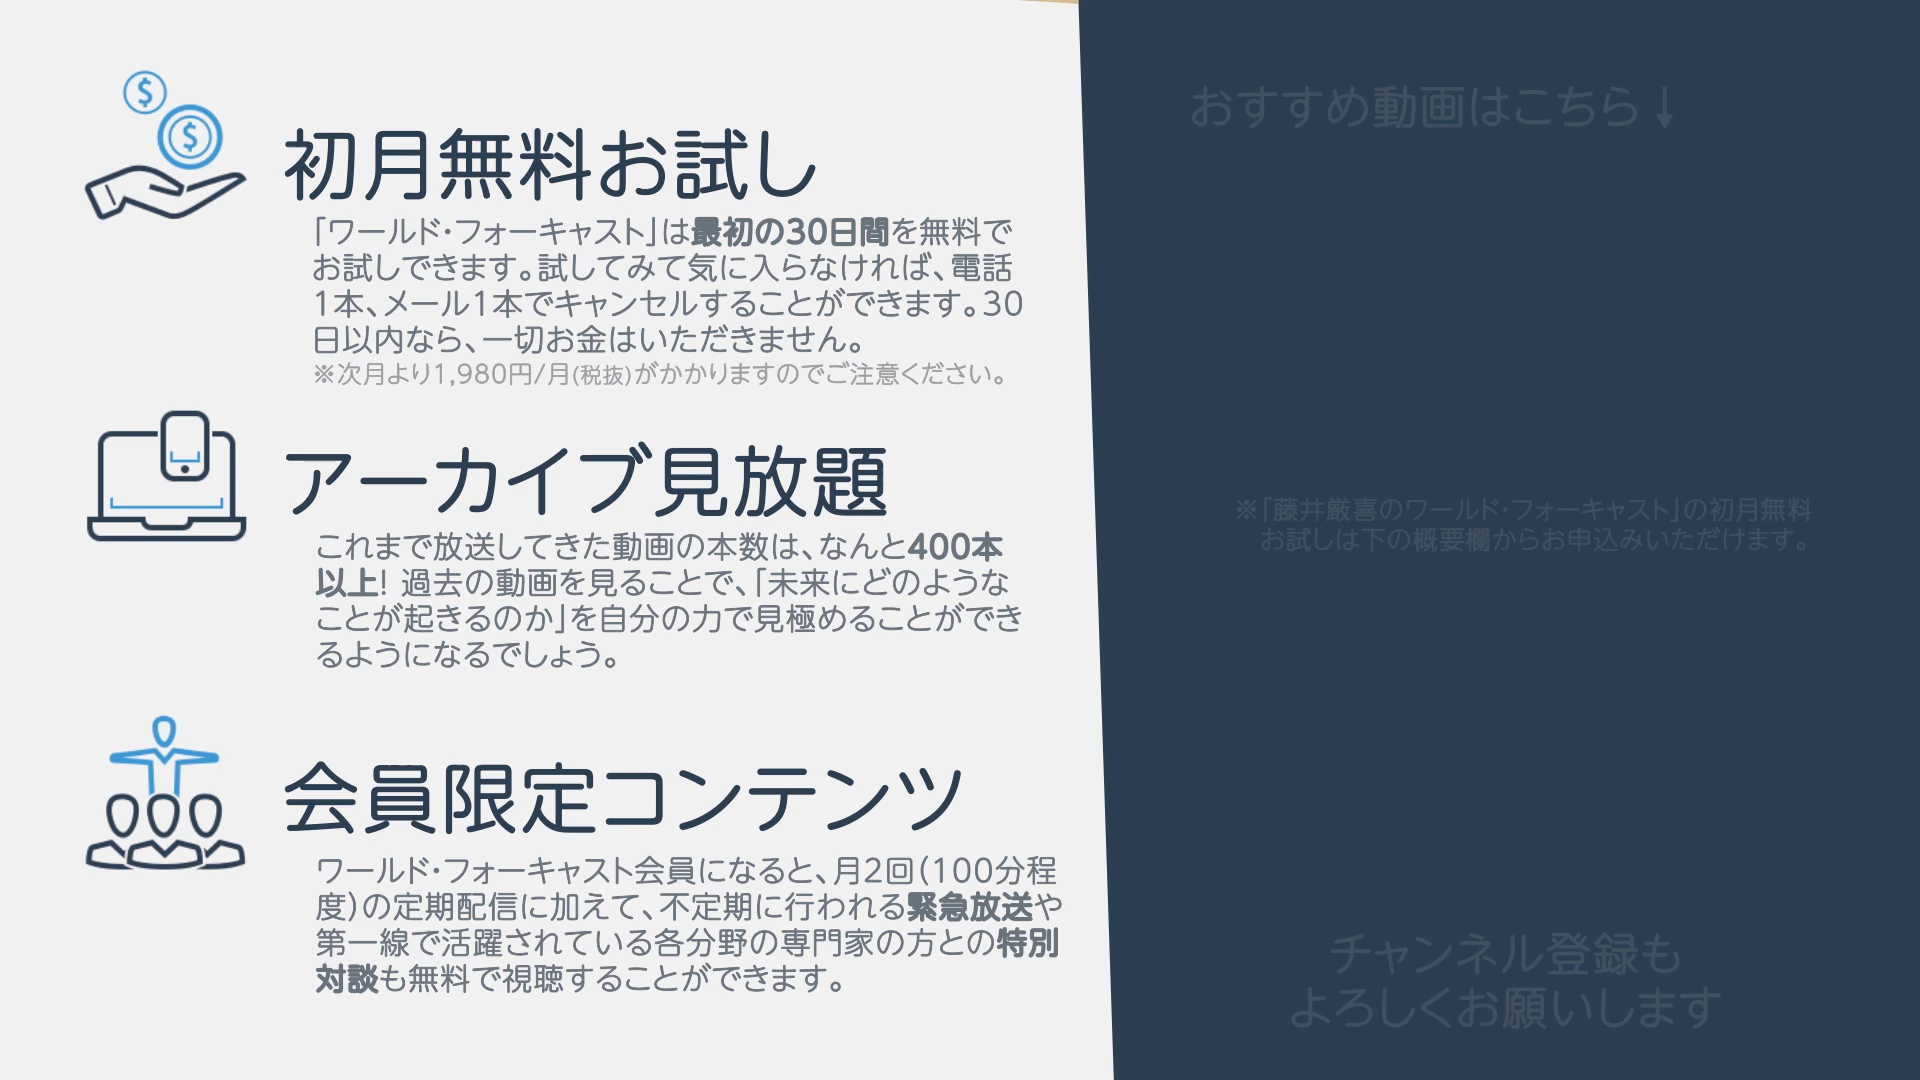 初月無料お試し
「ワールド・フォーキャスト」は最初の30日間を無料で
お試しできます。試してみて気に入らなければ、電話
1本、メール1本でキャンセルすることができます。30
日以内なら、一切お金はいただきません。
※次月より1,980円/月(税抜)がかかりますのでご注意ください。
アーカイブ見放題
これまで放送してきた動画の本数は、なんと400本
以上! 過去の動画を見ることで、「未来にどのような
ことが起きるのか」を自分の力で見極めることができ
るようになるでしょう。
会員限定コンテンツ
ワールド・フォーキャスト会員になると、月2回(100分程
度)の定期配信に加えて、不定期に行われる緊急放送や
第一線で活躍されている各分野の専門家の方との特別
対談も無料で視聴することができます。
おすすめ動画はこちら↓
※「藤井厳喜のワールド・フォーキャスト」の初月無料
お試しは下の概要欄からお申込みいただけます。
チャンネル登録も
よろしくお願いします